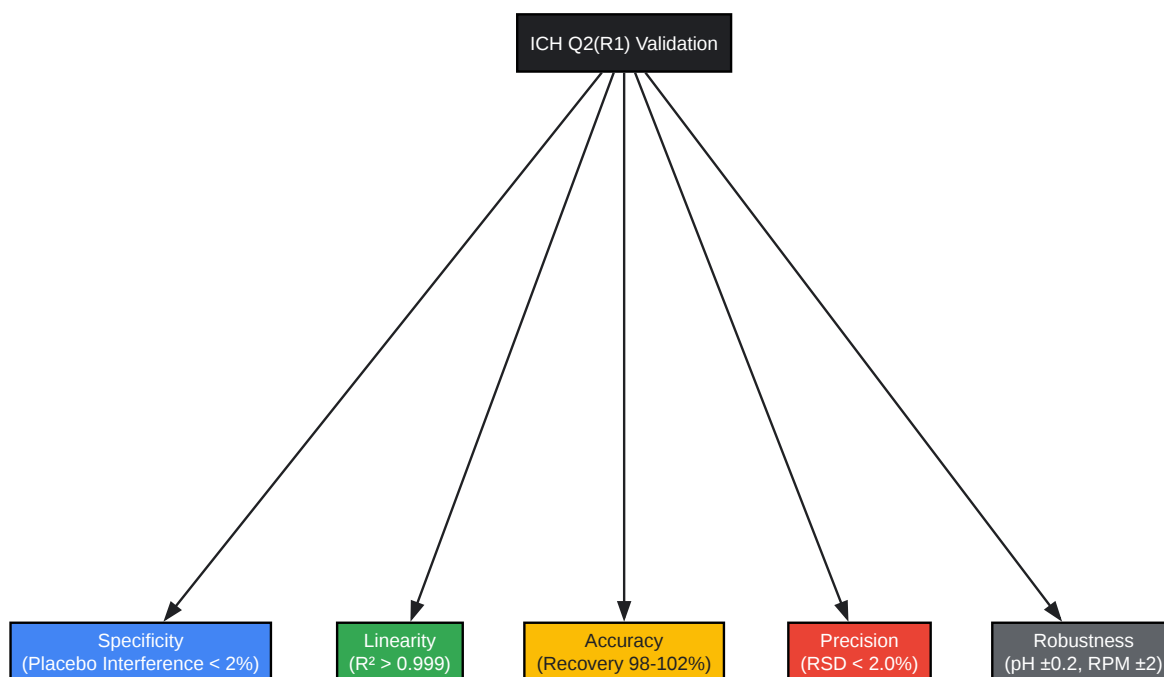 ICH Q2(R1) Validation
Specificity
(Placebo Interference < 2%)
Linearity
(R² > 0.999)
Accuracy
(Recovery 98-102%)
Precision
(RSD < 2.0%)
Robustness
(pH ±0.2, RPM ±2)